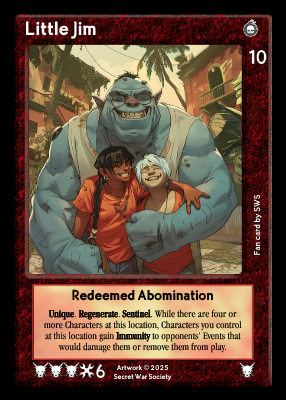 Little Jim
10
Fan card by SWS
Redeemed Abomination
Unique. Regenerate. Sentinel. While there are four or
more Characters at this location, Characters you control
at this location gain Immunity to opponents' Events that
would damage them or remove them from play.
6
Artwork © 2025
Secret War Society